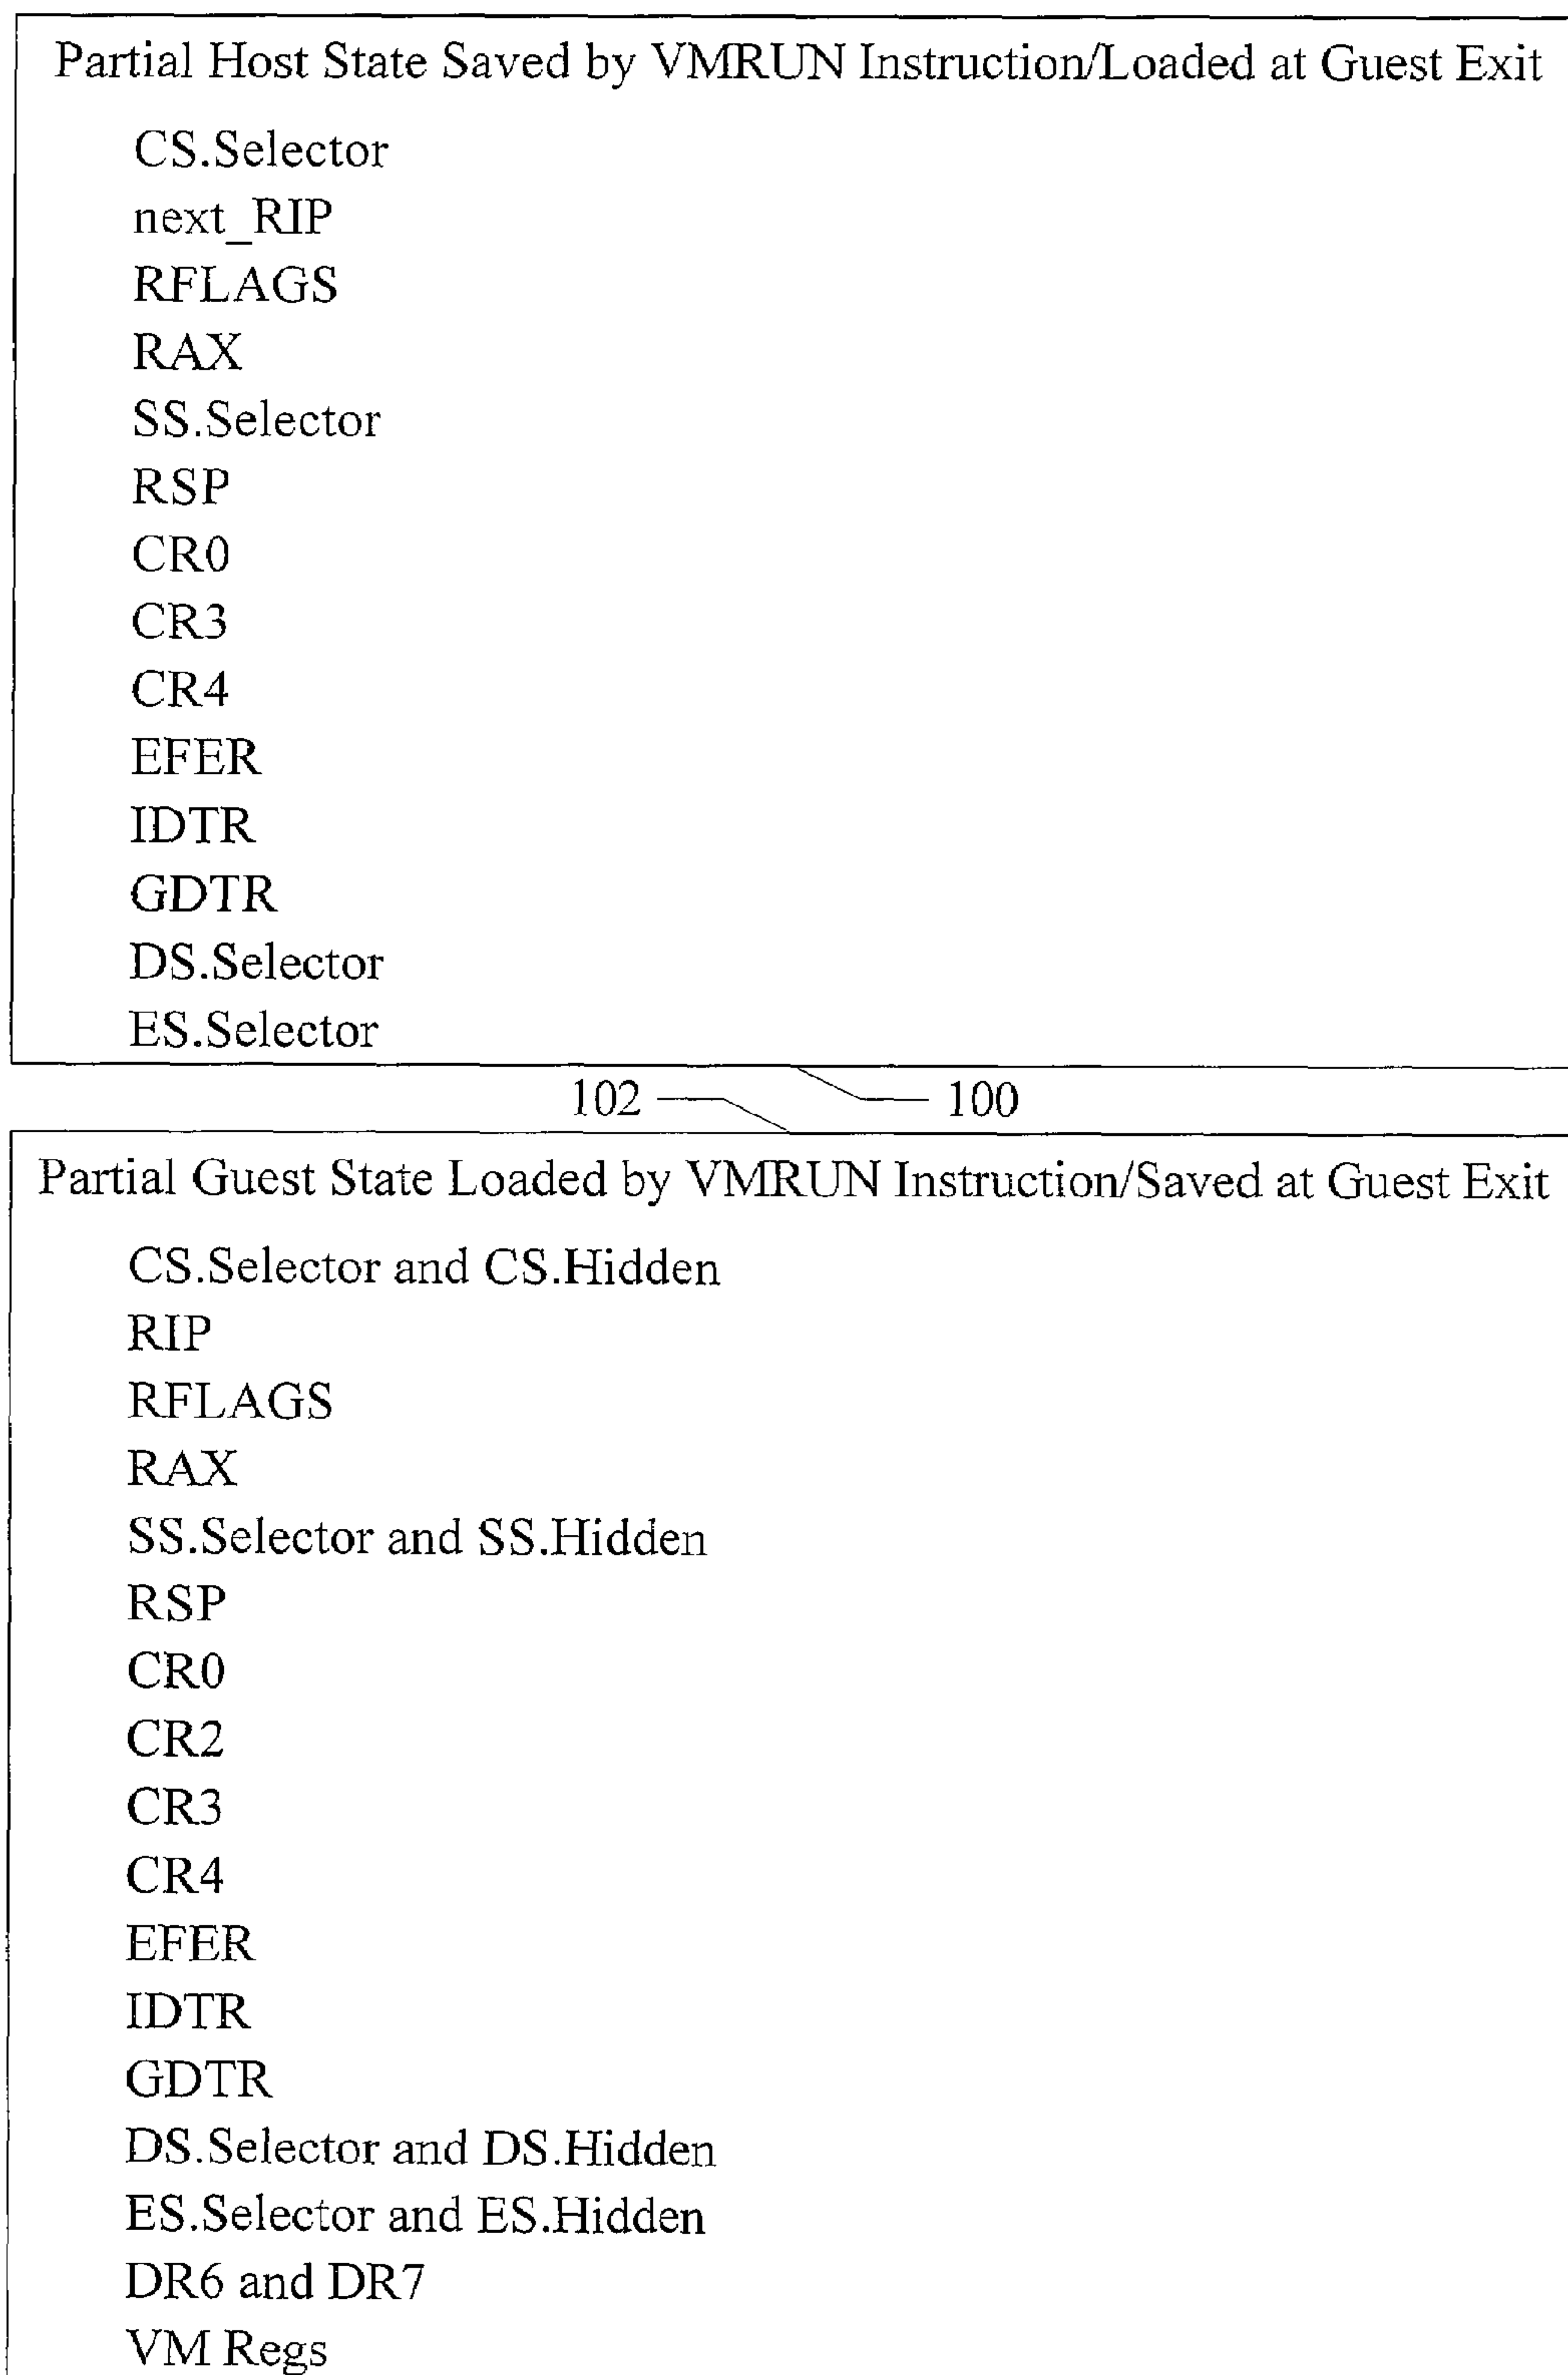 Partial Host State Saved by VMRUN Instruction/Loaded at Guest Exit
CS.Selector
next_RIP
RFLAGS
RAX
SS.Selector
RSP
CR0
CR3
CR4
EFER
IDTR
GDTR
DS.Selector
ES.Selector
102 100
Partial Guest State Loaded by VMRUN Instruction/Saved at Guest Exit
CS.Selector and CS.Hidden
RIP
RFLAGS
RAX
SS.Selector and SS.Hidden
RSP
CR0
CR2
CR3
CR4
EFER
IDTR
GDTR
DS.Selector and DS.Hidden
ES.Selector and ES.Hidden
DR6 and DR7
VM Regs